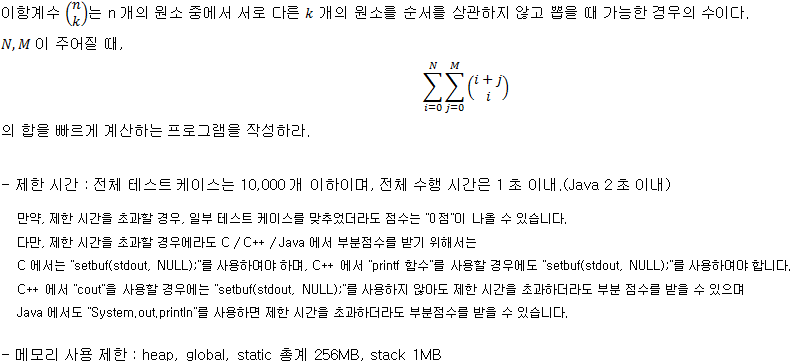 이항계수 (n k)는 n개의 원소 중에서 서로 다른 k 개의 원소를 순서를 상관하지 않고 뽑을 때 가능한 경우의 수이다.
N, M 이 주어질 때,
∑_{i=0}^{N} ∑_{j=0}^{M} (i + j i)
의 합을 빠르게 계산하는 프로그램을 작성하라.
- 제한 시간 : 전체 테스트케이스는 10,000개 이하이며, 전체 수행 시간은 1초 이내.(Java 2초 이내)
만약, 제한 시간을 초과할 경우, 일부 테스트 케이스를 맞추었더라도 점수는 "0점"이 나올 수 있습니다.
다만, 제한 시간을 초과할 경우에라도 C / C++ / Java 에서 부분점수를 받기 위해서는
C 에서는 "setbuf(stdout, NULL);"를 사용하여야 하며, C++ 에서 "printf 함수"를 사용할 경우에도 "setbuf(stdout, NULL);"를 사용하여야 합니다.
C++ 에서 "cout"을 사용할 경우에는 "setbuf(stdout, NULL);"를 사용하지 않아도 제한 시간을 초과하더라도 부분 점수를 받을 수 있으며
Java 에서도 "System.out.println"를 사용하면 제한 시간을 초과하더라도 부분점수를 받을 수 있습니다.
- 메모리 사용 제한 : heap, global, static 총계 256MB, stack 1MB